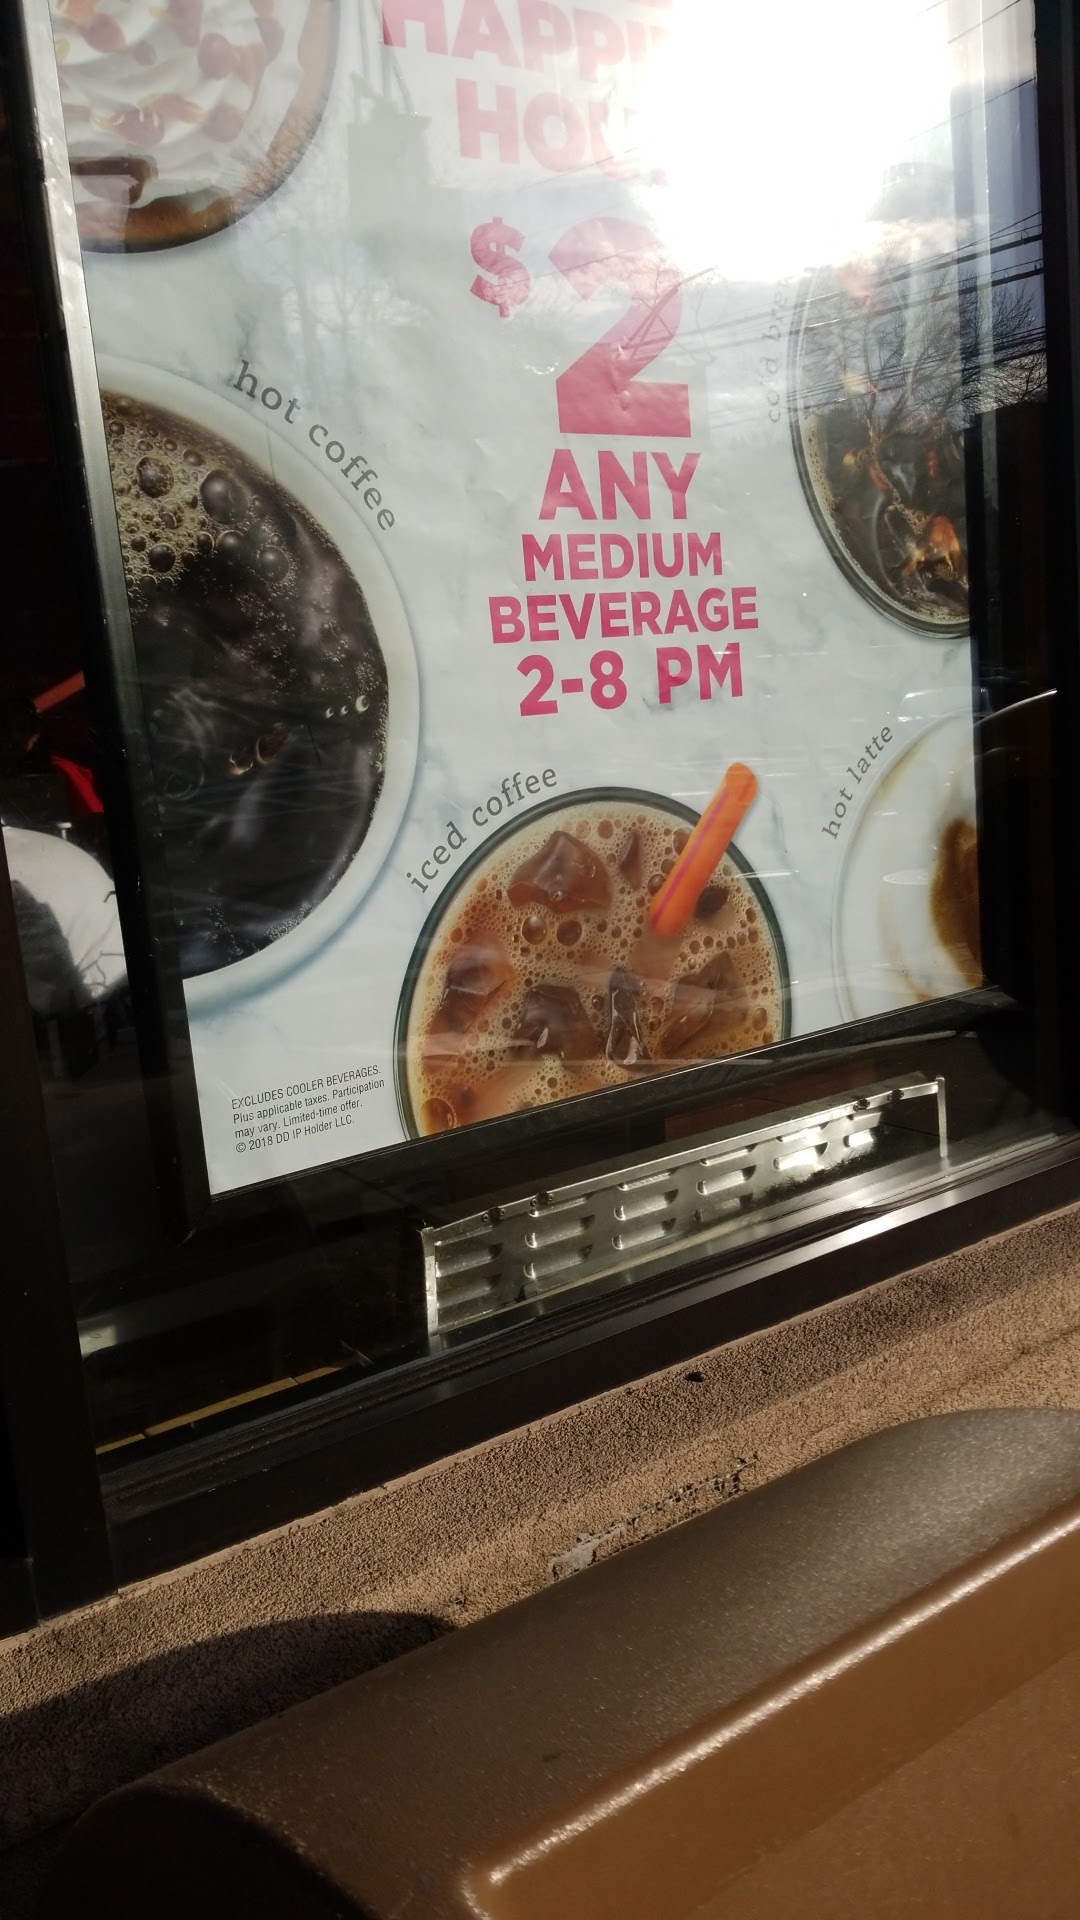 $2
ANY
MEDIUM
BEVERAGE
2-8 PM
hot coffee
iced coffee
hot latte
cold
EXCLUDES COOLER BEVERAGES.
Plus applicable taxes. Participation
may vary. Limited-time offer.
© 2018 DD IP Holder LLC.